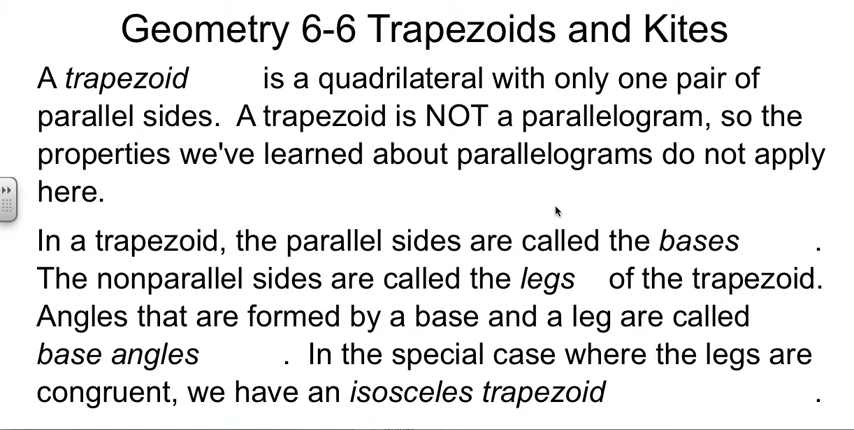 Geometry 6-6 Trapezoids and Kites
A trapezoid is a quadrilateral with only one pair of
parallel sides. A trapezoid is NOT a parallelogram, so the
properties we've learned about parallelograms do not apply
here.
In a trapezoid, the parallel sides are called the bases .
The nonparallel sides are called the legs of the trapezoid.
Angles that are formed by a base and a leg are called
base angles . In the special case where the legs are
congruent, we have an isosceles trapezoid .